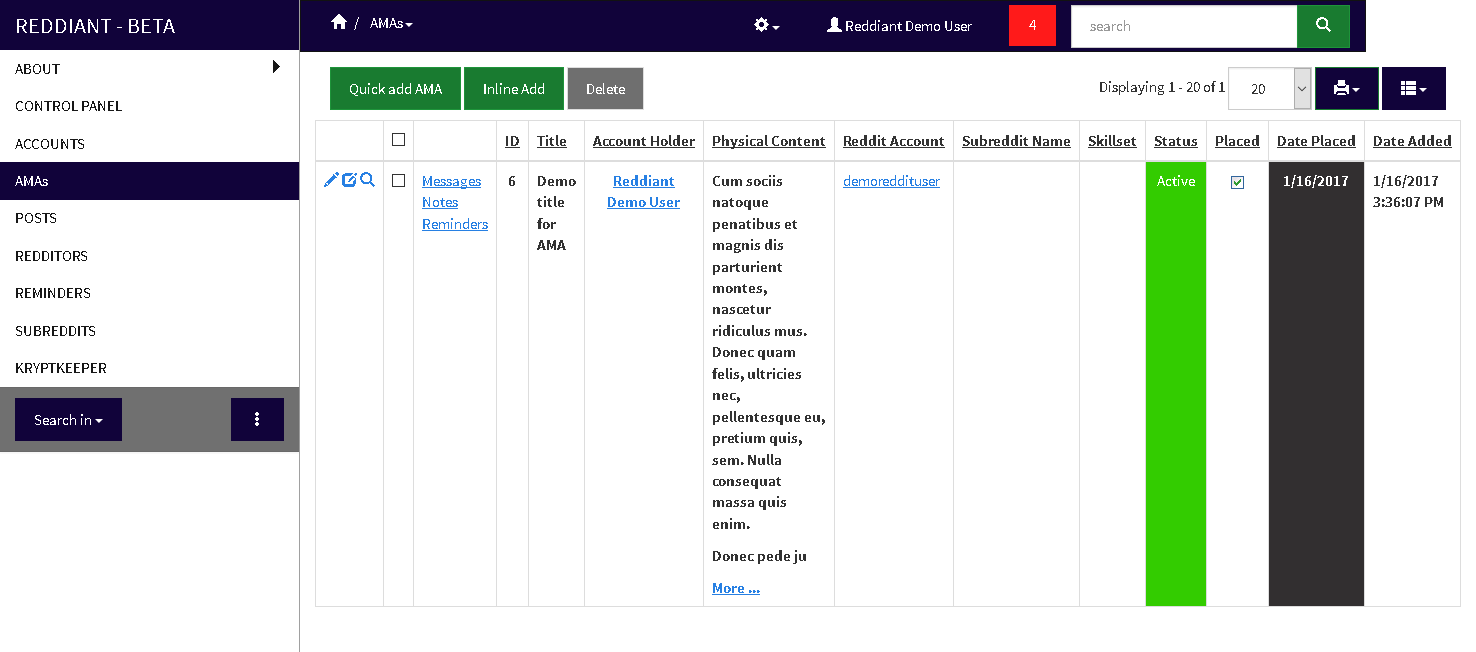 REDDIANT - BETA
/ AMAs
Reddiant Demo User
4
search
ABOUT
CONTROL PANEL
ACCOUNTS
AMAs
POSTS
REDDITORS
REMINDERS
SUBREDDITS
KRYPTKEEPER
Search in
Quick add AMA
Inline Add
Delete
Displaying 1 - 20 of 1
20
ID Title Account Holder Physical Content Reddit Account Subreddit Name Skillset Status Placed Date Placed Date Added
Messages
Notes
Reminders
6
Demo
title
for
AMA
Reddiant
Demo User
Cum sociis
natoque
penatibus et
magnis dis
parturient
montes,
nascetur
ridiculus mus.
Donec quam
felis, ultricies
nec,
pellentesque eu,
pretium quis,
sem. Nulla
consequat
massa quis
enim.
Donec pede ju
More ...
demoreddituser
Active
1/16/2017
1/16/2017
3:36:07 PM